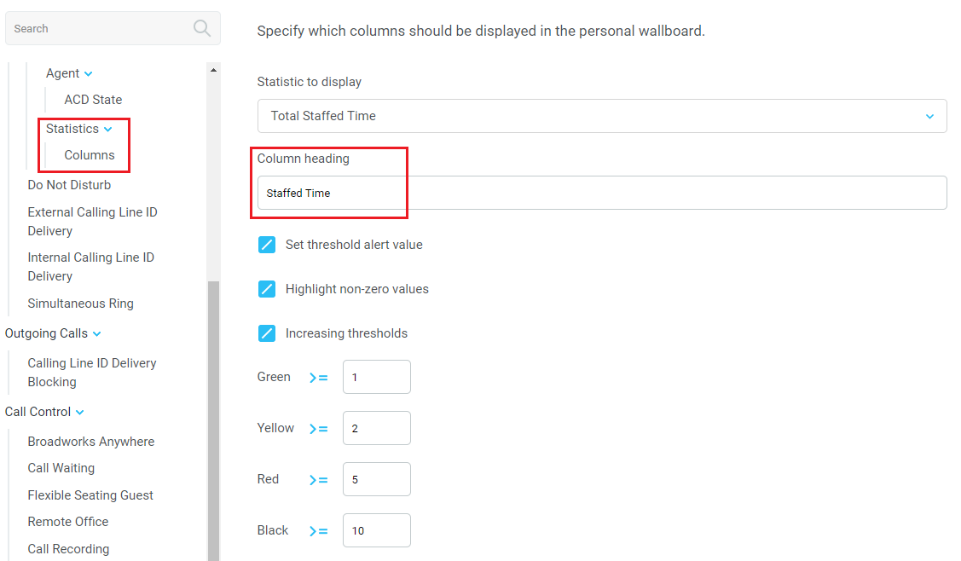 Search
Agent
ACD State
Statistics
Columns
Do Not Disturb
External Calling Line ID
Delivery
Internal Calling Line ID
Delivery
Simultaneous Ring
Outgoing Calls
Calling Line ID Delivery
Blocking
Call Control
Broadworks Anywhere
Call Waiting
Flexible Seating Guest
Remote Office
Call Recording
Specify which columns should be displayed in the personal wallboard.
Statistic to display
Total Staffed Time
Column heading
Staffed Time
Set threshold alert value
Highlight non-zero values
Increasing thresholds
Green >= 1
Yellow >= 2
Red >= 5
Black >= 10